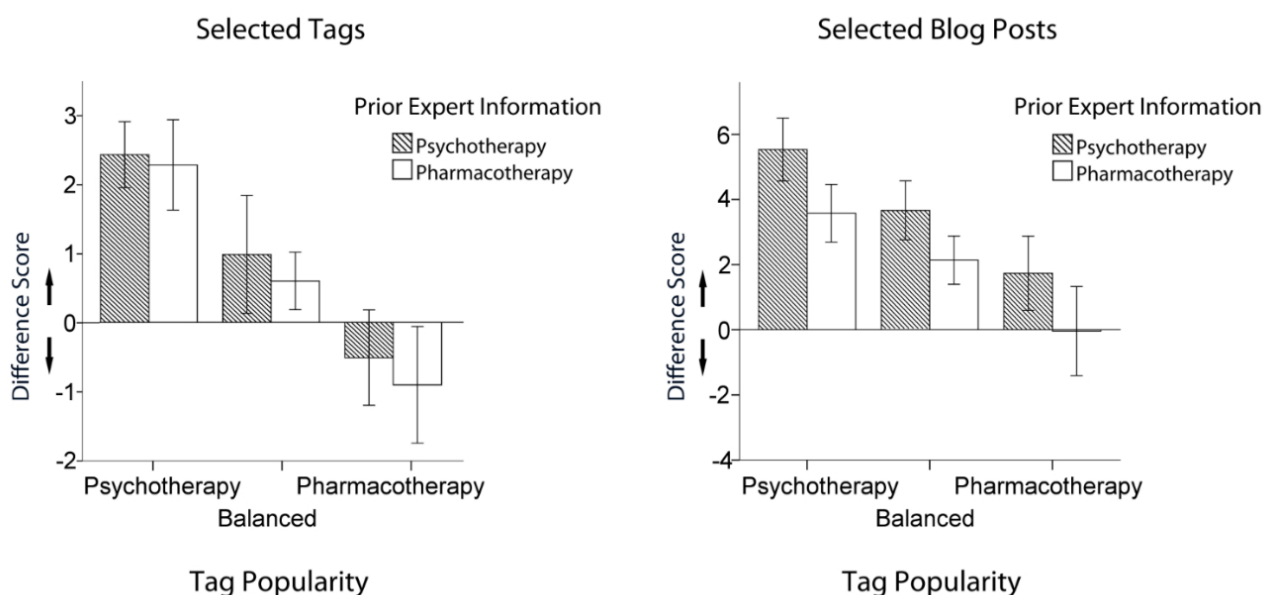 Selected Tags
Prior Expert Information
Psychotherapy
Pharmacotherapy
3
2
1
0
-1
-2
Difference Score
Psychotherapy
Balanced
Pharmacotherapy
Tag Popularity
Selected Blog Posts
Prior Expert Information
Psychotherapy
Pharmacotherapy
6
4
2
0
-2
-4
Difference Score
Psychotherapy
Balanced
Pharmacotherapy
Tag Popularity